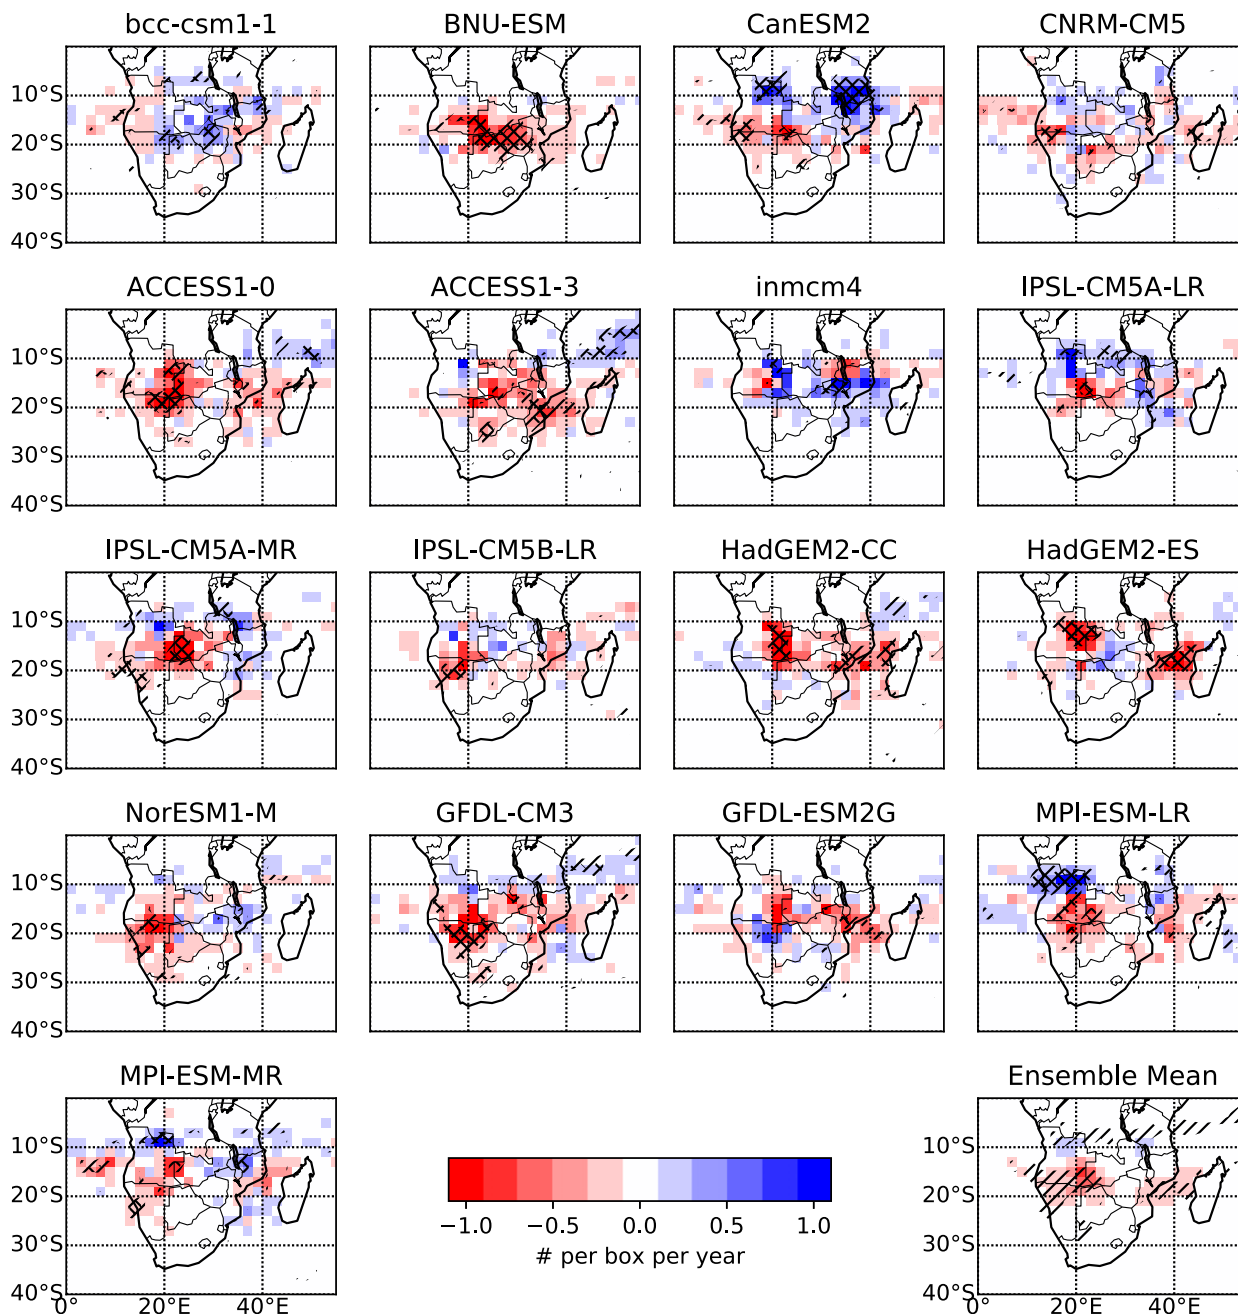 bcc-csm1-1 BNU-ESM CanESM2 CNRM-CM5
10°S
20°S
30°S
40°S
ACCESS1-0 ACCESS1-3 inmcm4 IPSL-CM5A-LR
10°S
20°S
30°S
40°S
IPSL-CM5A-MR IPSL-CM5B-LR HadGEM2-CC HadGEM2-ES
10°S
20°S
30°S
40°S
NorESM1-M GFDL-CM3 GFDL-ESM2G MPI-ESM-LR
10°S
20°S
30°S
40°S
MPI-ESM-MR Ensemble Mean
10°S 10°S
20°S 20°S
30°S 30°S
40°S 40°S
0° 20°E 40°E 0° 20°E 40°E
−1.0 −0.5 0.0 0.5 1.0
# per box per year